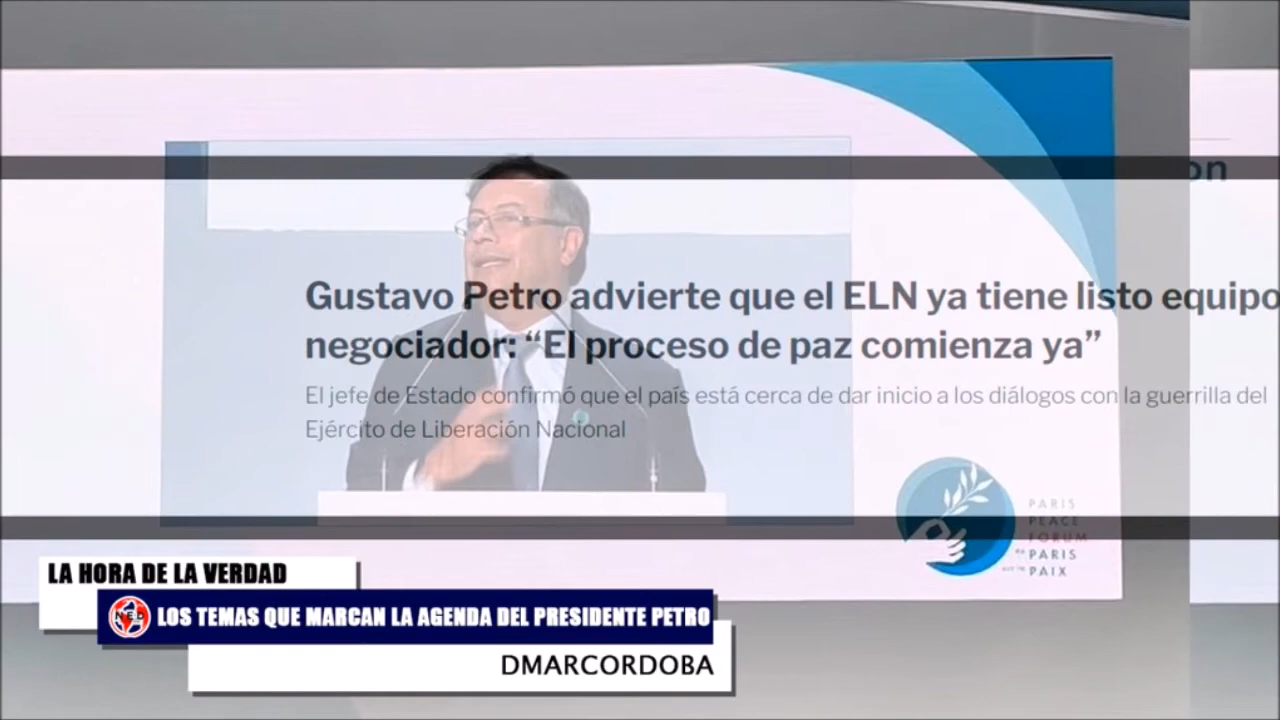 on
Gustavo Petro advierte que el ELN ya tiene listo equipo
negociador: “El proceso de paz comienza ya”
El jefe de Estado confirmó que el país está cerca de dar inicio a los diálogos con la guerrilla del
Ejército de Liberación Nacional
PARIS
PEACE
FORUM
DE PARIS
SUR LA PAIX
LA HORA DE LA VERDAD
LOS TEMAS QUE MARCAN LA AGENDA DEL PRESIDENTE PETRO
DMARCORDOBA